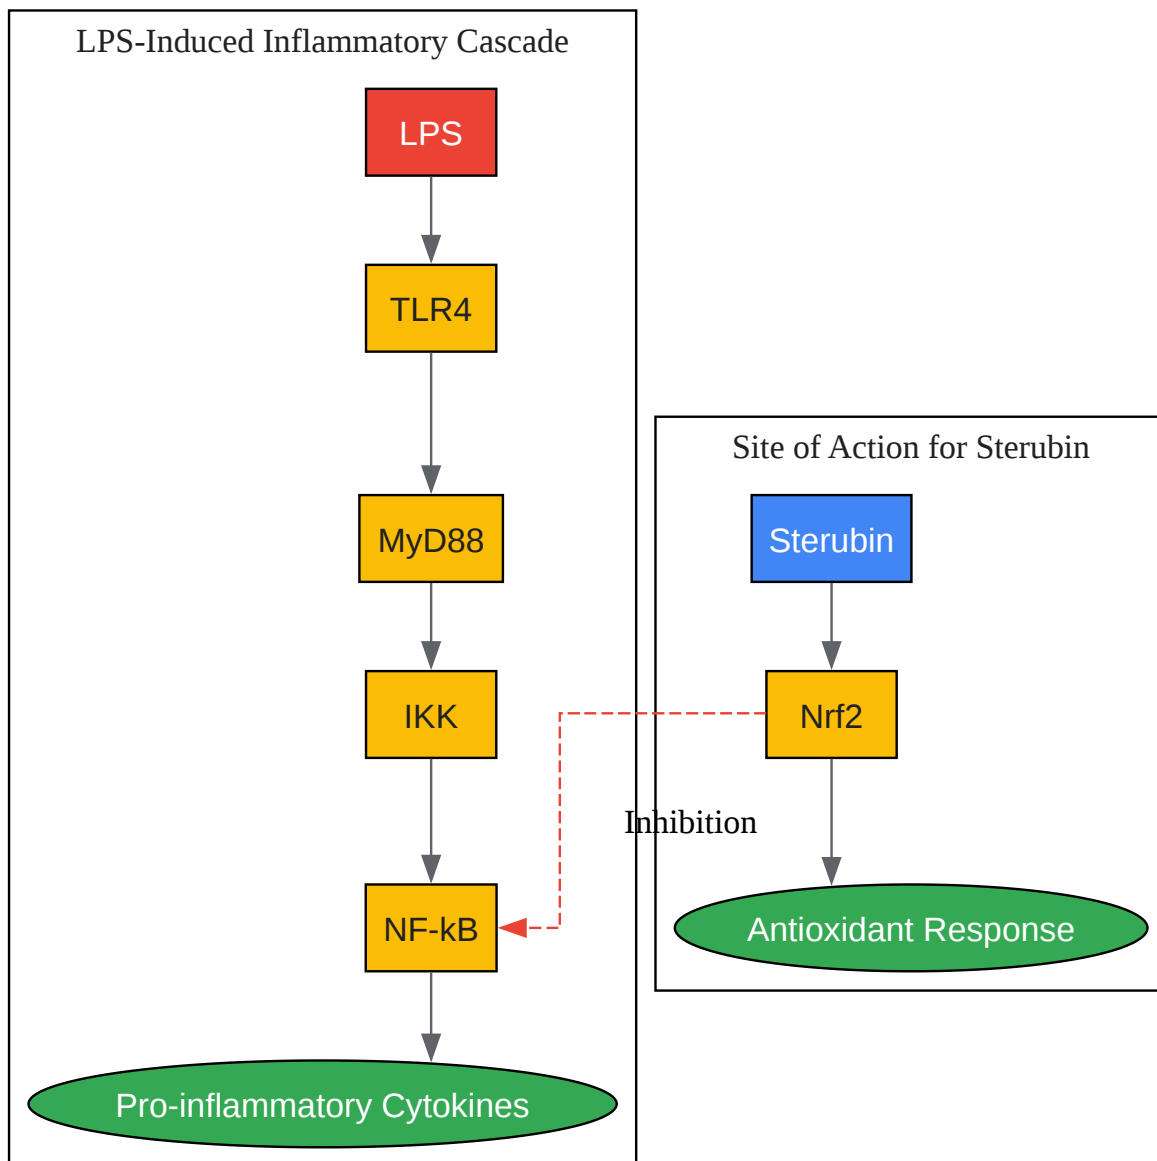 LPS-Induced Inflammatory Cascade
LPS
TLR4
MyD88
IKK
NF-kB
Pro-inflammatory Cytokines
Site of Action for Sterubin
Sterubin
Nrf2
Inhibition
Antioxidant Response